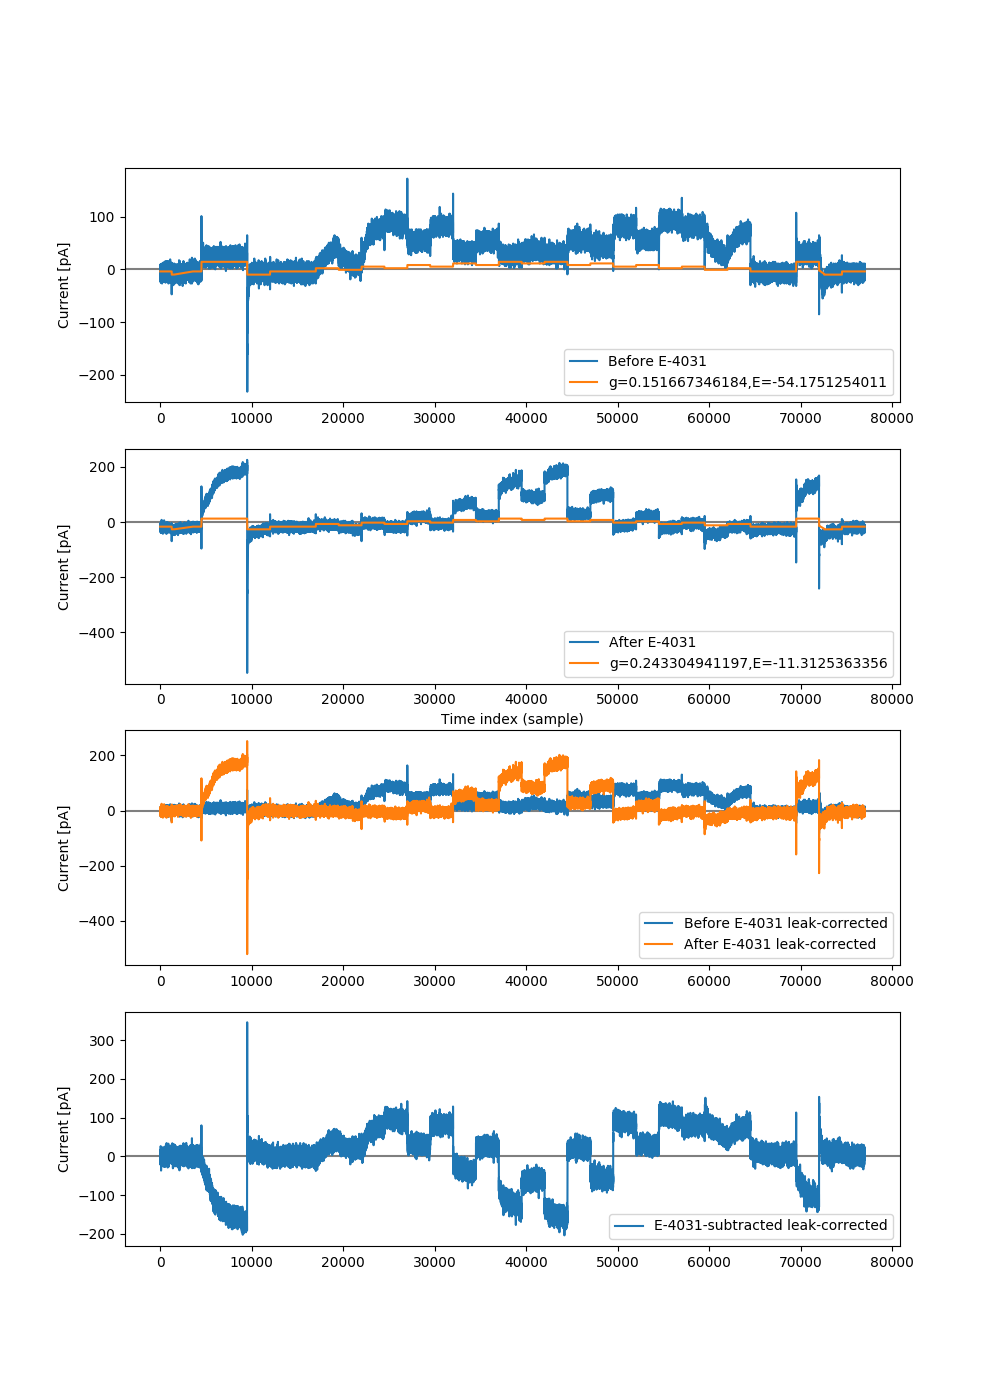 100
0
−100
−200
Current [pA]
Before E-4031
g=0.151667346184,E=-54.1751254011
0 10000 20000 30000 40000 50000 60000 70000 80000
200
0
−200
−400
Current [pA]
After E-4031
g=0.243304941197,E=-11.3125363356
0 10000 20000 30000 40000 50000 60000 70000 80000
Time index (sample)
200
0
−200
−400
Current [pA]
Before E-4031 leak-corrected
After E-4031 leak-corrected
0 10000 20000 30000 40000 50000 60000 70000 80000
300
200
100
0
−100
−200
Current [pA]
E-4031-subtracted leak-corrected
0 10000 20000 30000 40000 50000 60000 70000 80000